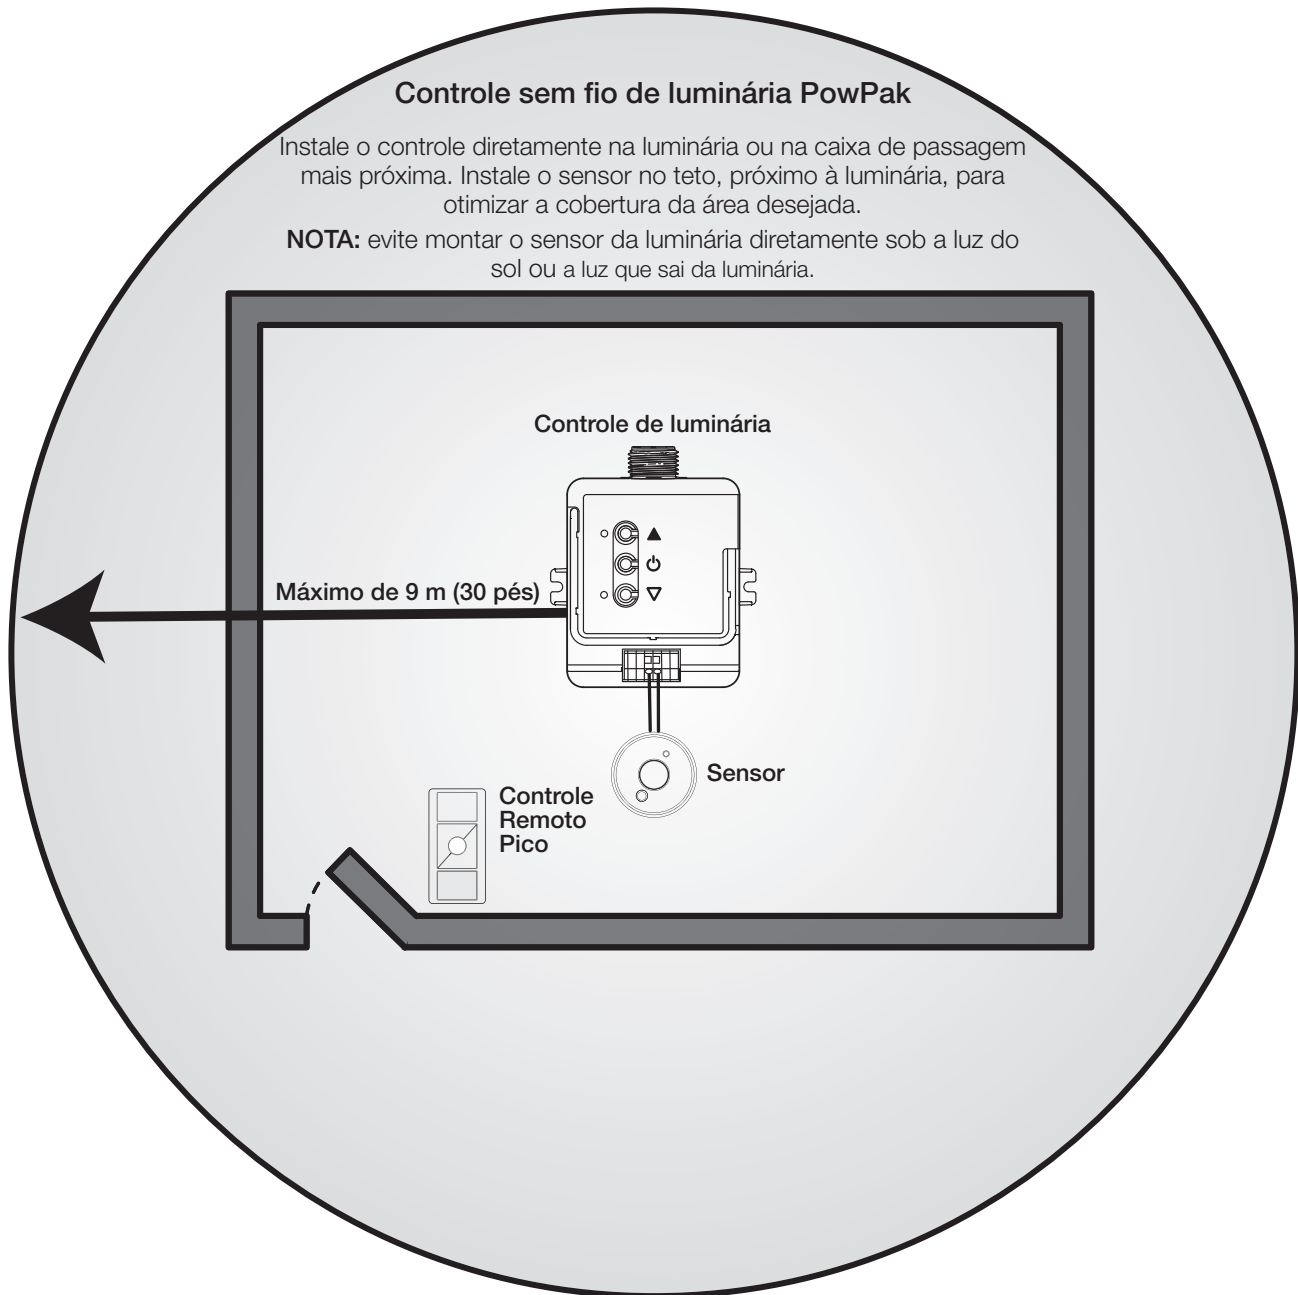 Controle sem fio de luminária PowPak
Instale o controle diretamente na luminária ou na caixa de passagem
mais próxima. Instale o sensor no teto, próximo à luminária, para
otimizar a cobertura da área desejada.
NOTA: evite montar o sensor da luminária diretamente sob a luz do
sol ou a luz que sai da luminária.
Controle de luminária
Máximo de 9 m (30 pés)
Sensor
Controle
Remoto
Pico